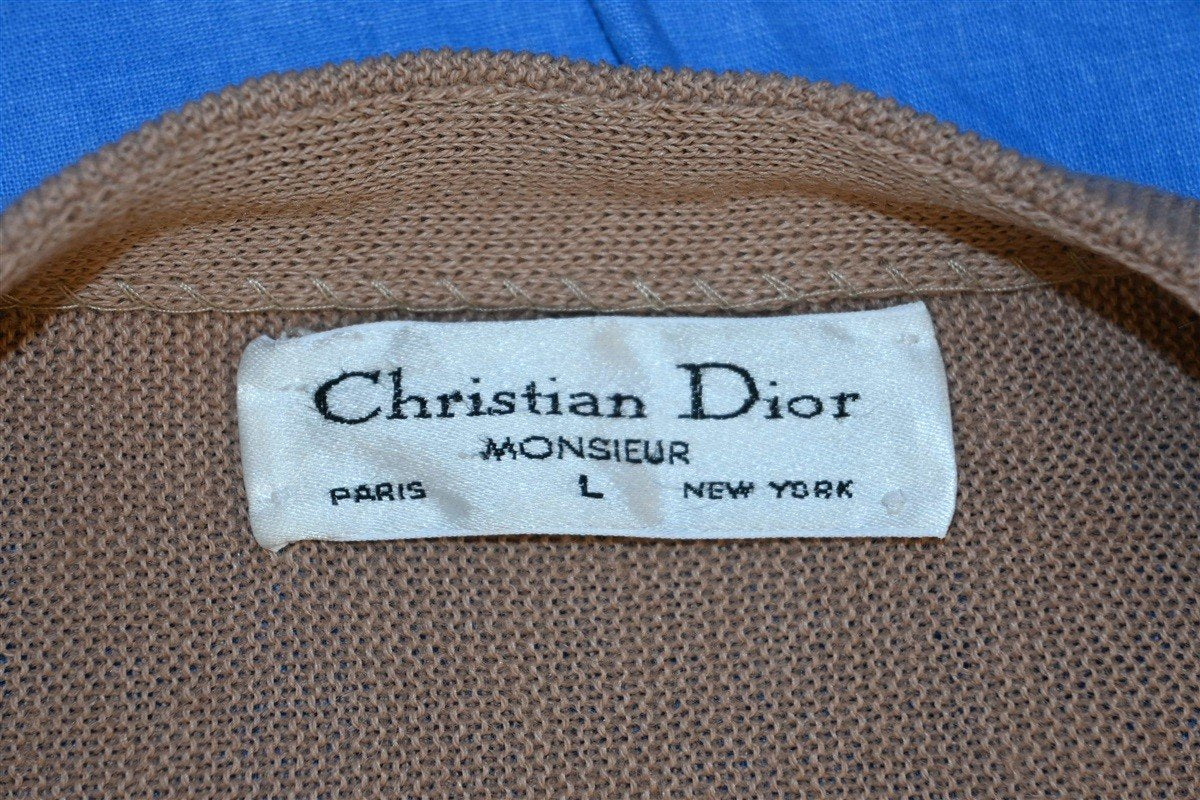 Christian Dior
MONSIEUR
PARIS L NEW YORK